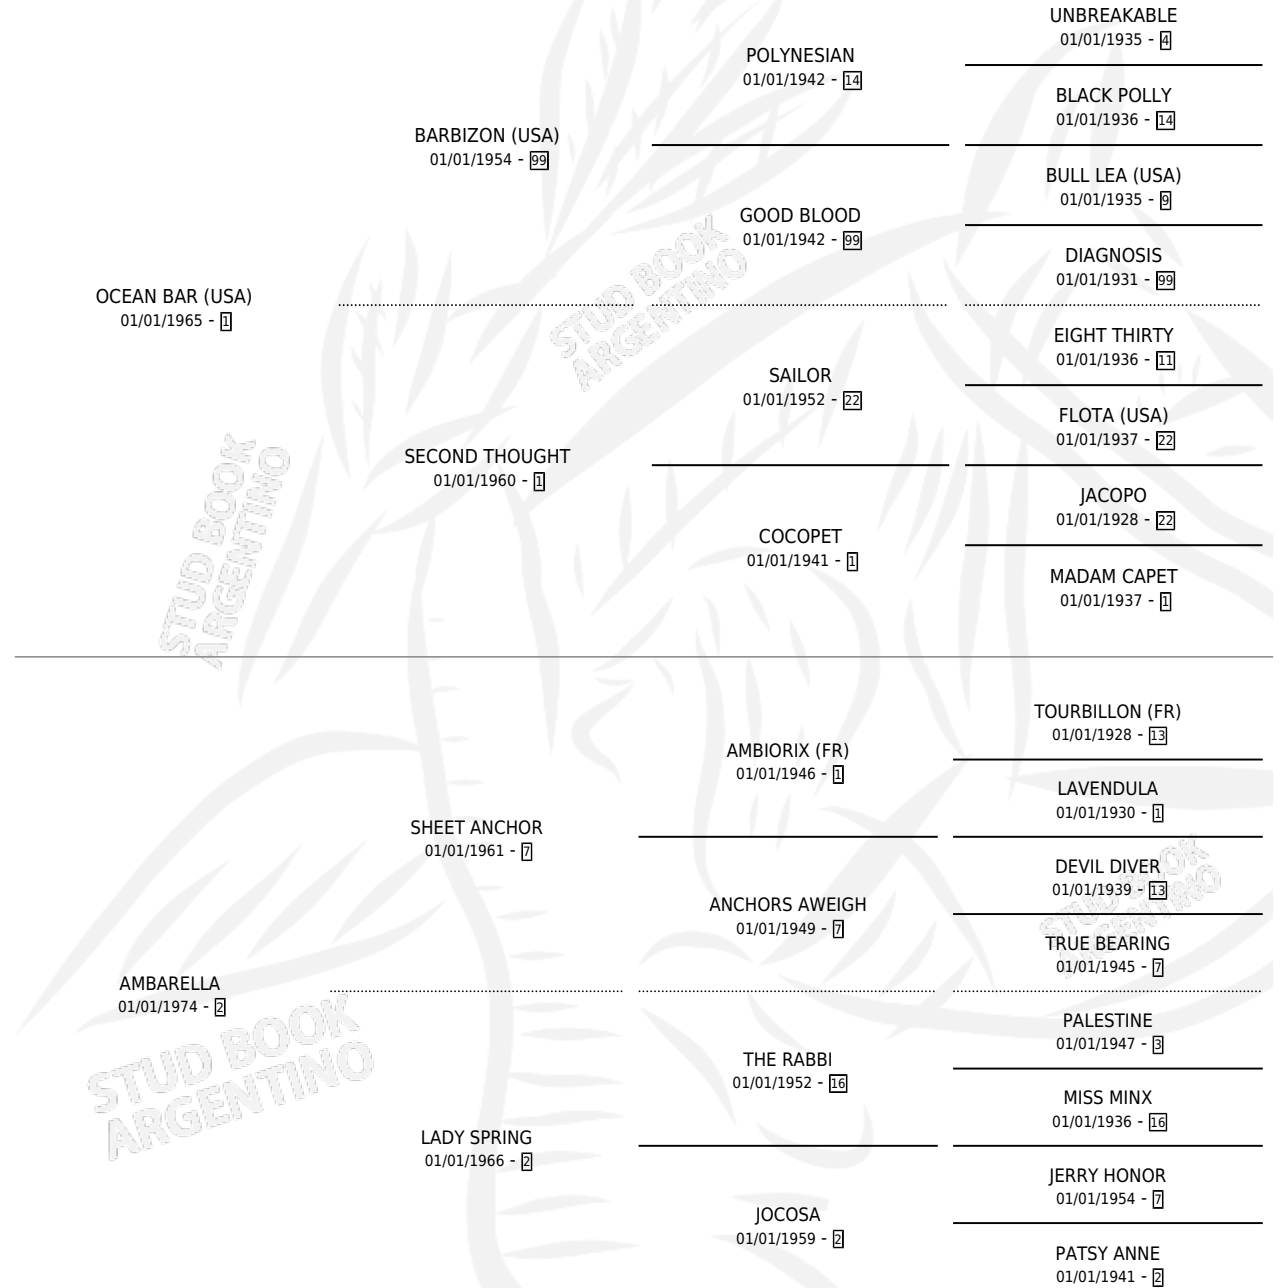 UNBREAKABLE
01/01/1935 - 4
POLYNESIAN
01/01/1942 - 14
BLACK POLLY
01/01/1936 - 14
BARBIZON (USA)
01/01/1954 - 99
BULL LEA (USA)
01/01/1935 - 9
GOOD BLOOD
01/01/1942 - 99
DIAGNOSIS
01/01/1931 - 99
OCEAN BAR (USA)
01/01/1965 - 1
EIGHT THIRTY
01/01/1936 - 11
SAILOR
01/01/1952 - 22
FLOTA (USA)
01/01/1937 - 22
SECOND THOUGHT
01/01/1960 - 1
JACOPO
01/01/1928 - 22
COCOPET
01/01/1941 - 1
MADAM CAPET
01/01/1937 - 1
STUD BOOK
ARGENTINO
STUD BOOK
ARGENTINO
TOURBILLON (FR)
01/01/1928 - 13
AMBIORIX (FR)
01/01/1946 - 1
LAVENDULA
01/01/1930 - 1
SHEET ANCHOR
01/01/1961 - 7
DEVIL DIVER
01/01/1939 - 13
ANCHORS AWEIGH
01/01/1949 - 7
TRUE BEARING
01/01/1945 - 7
AMBARELLA
01/01/1974 - 2
PALESTINE
01/01/1947 - 3
THE RABBI
01/01/1952 - 16
MISS MINX
01/01/1936 - 16
LADY SPRING
01/01/1966 - 2
JERRY HONOR
01/01/1954 - 7
JOCOSA
01/01/1959 - 2
PATSY ANNE
01/01/1941 - 2
STUD BOOK
ARGENTINO
STUD BOOK
ARGENTINO